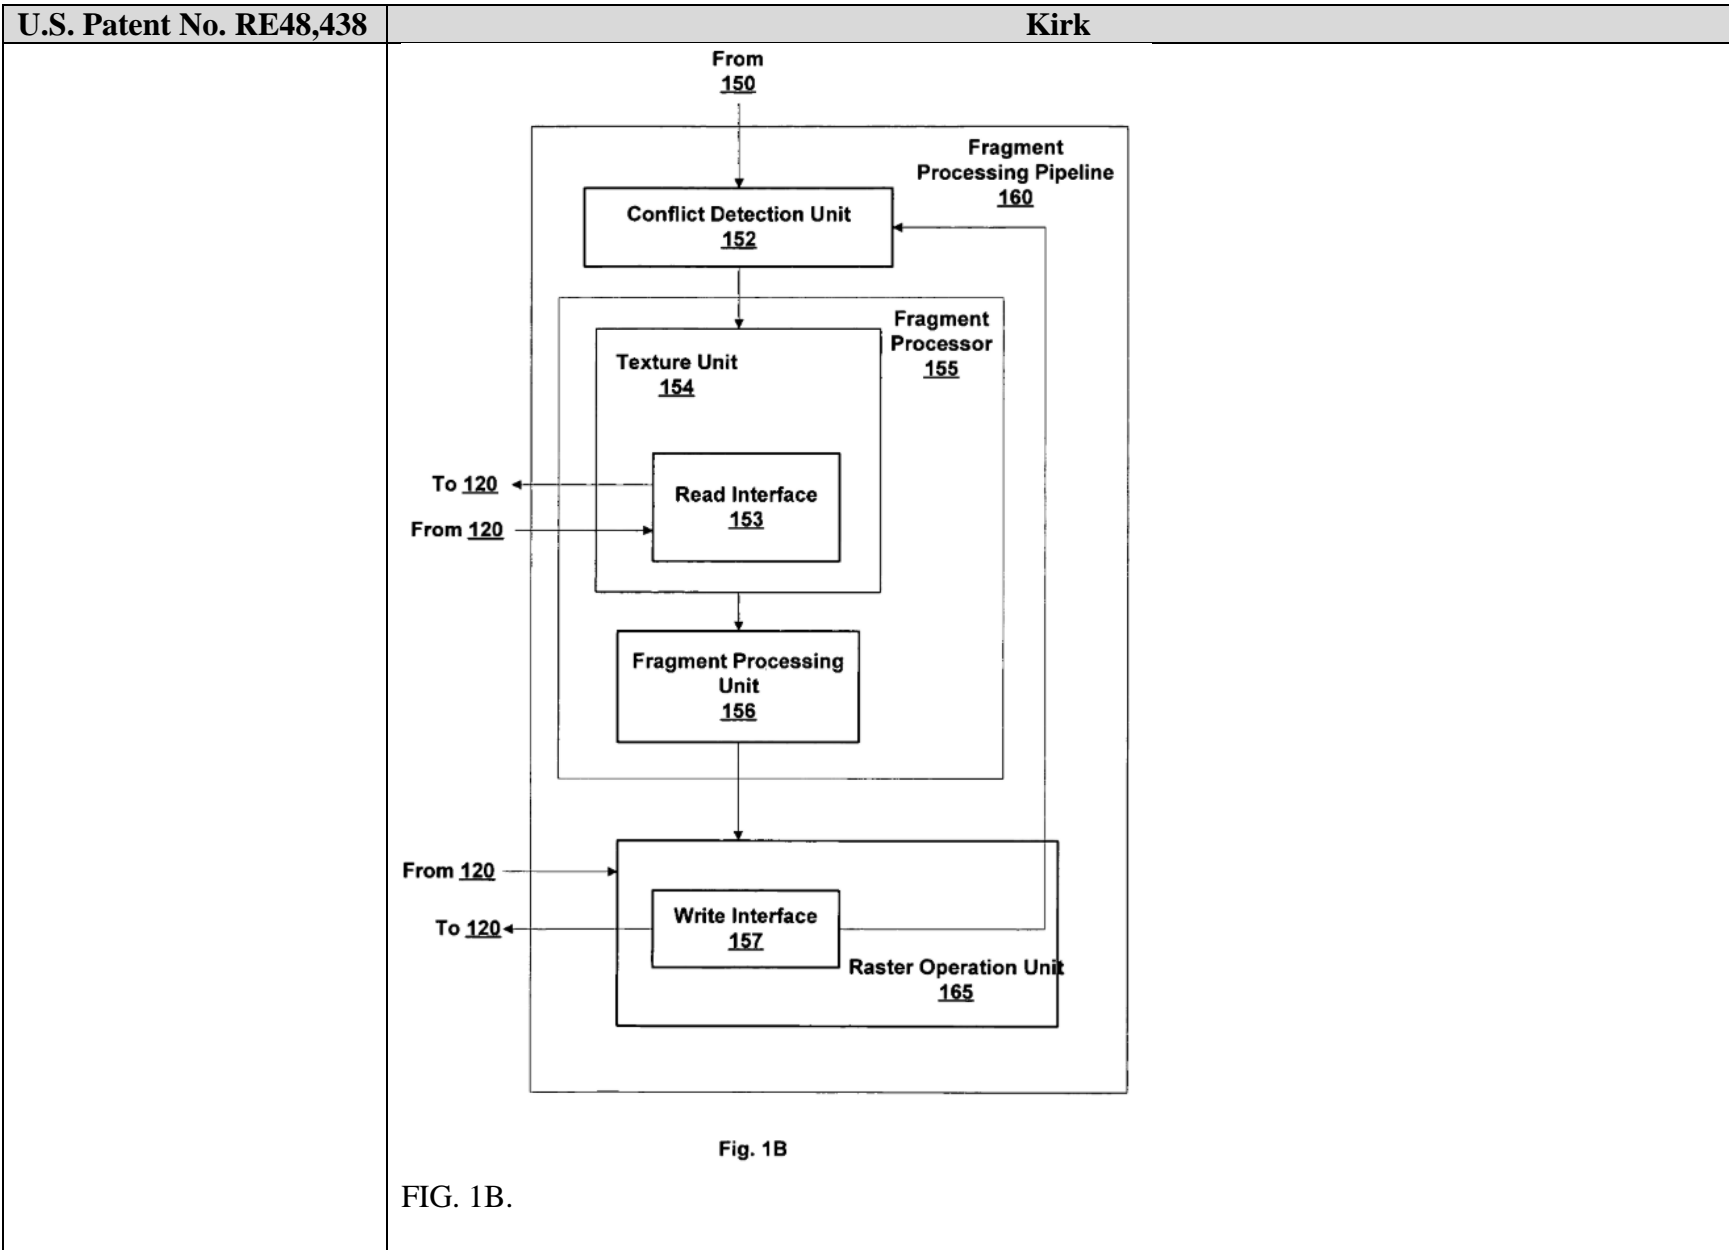 U.S. Patent No. RE48,438
Kirk
From
150
Fragment
Processing Pipeline
160
Conflict Detection Unit
152
Fragment
Processor
155
Texture Unit
154
To 120
From 120
Read Interface
153
Fragment Processing
Unit
156
From 120
To 120
Write Interface
157
Raster Operation Unit
165
Fig. 1B
FIG. 1B.